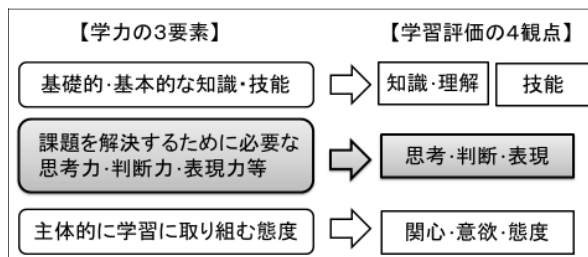 【学力の3要素】
【学習評価の4観点】
基礎的・基本的な知識・技能
知識・理解
技能
課題を解決するために必要な
思考力・判断力・表現力等
思考・判断・表現
主体的に学習に取り組む態度
関心・意欲・態度